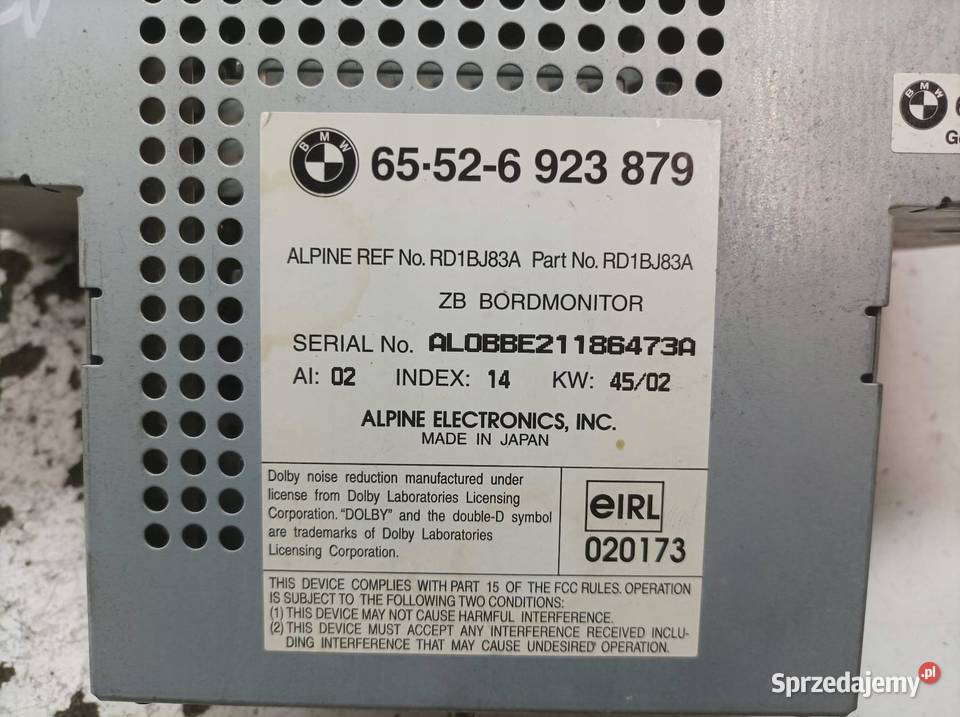 BMW
65·52-6 923 879
ALPINE REF No. RD1BJ83A Part No. RD1BJ83A
ZB BORDMONITOR
SERIAL No. AL0BBE21186473A
AI: 02 INDEX: 14 KW: 45/02
ALPINE ELECTRONICS, INC.
MADE IN JAPAN
Dolby noise reduction manufactured under
license from Dolby Laboratories Licensing
Corporation. "DOLBY" and the double-D symbol
are trademarks of Dolby Laboratories
Licensing Corporation.
eIRL
020173
THIS DEVICE COMPLIES WITH PART 15 OF THE FCC RULES. OPERATION
IS SUBJECT TO THE FOLLOWING TWO CONDITIONS:
(1) THIS DEVICE MAY NOT CAUSE HARMFUL INTERFERENCE.
(2) THIS DEVICE MUST ACCEPT ANY INTERFERENCE RECEIVED INCLU-
DING INTERFERENCE THAT MAY CAUSE UNDESIRED OPERATION.
BMW
Sprzedajemy.pl